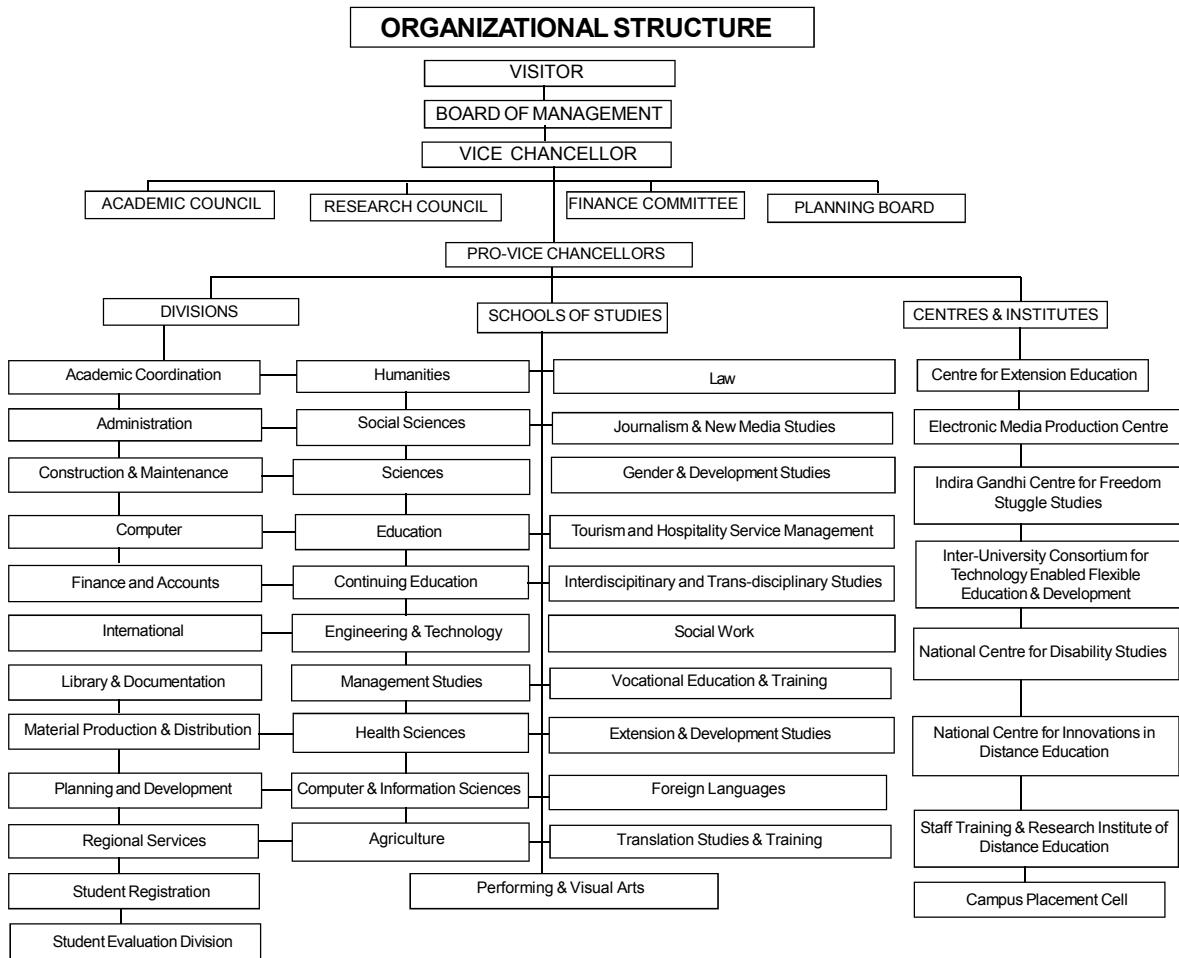 ORGANIZATIONAL STRUCTURE
VISITOR
BOARD OF MANAGEMENT
VICE CHANCELLOR
ACADEMIC COUNCIL
RESEARCH COUNCIL
FINANCE COMMITTEE
PLANNING BOARD
PRO-VICE CHANCELLORS
DIVISIONS
SCHOOLS OF STUDIES
CENTRES & INSTITUTES
Academic Coordination
Humanities
Law
Centre for Extension Education
Administration
Social Sciences
Journalism & New Media Studies
Electronic Media Production Centre
Construction & Maintenance
Sciences
Gender & Development Studies
Indira Gandhi Centre for Freedom
Stuggle Studies
Computer
Education
Tourism and Hospitality Service Management
Inter-University Consortium for
Technology Enabled Flexible
Education & Development
Finance and Accounts
Continuing Education
Interdiscipitinary and Trans-disciplinary Studies
International
Engineering & Technology
Social Work
National Centre for Disability Studies
Library & Documentation
Management Studies
Vocational Education & Training
Material Production & Distribution
Health Sciences
Extension & Development Studies
National Centre for Innovations in
Distance Education
Planning and Development
Computer & Information Sciences
Foreign Languages
Regional Services
Agriculture
Translation Studies & Training
Staff Training & Research Institute of
Distance Education
Student Registration
Performing & Visual Arts
Campus Placement Cell
Student Evaluation Division